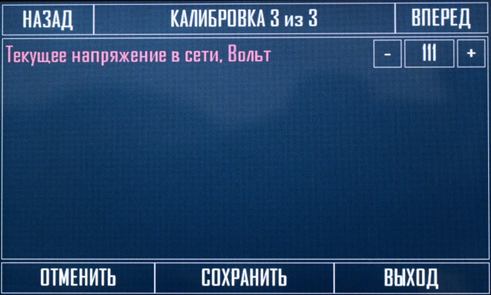 НАЗАД КАЛИБРОВКА 3 из 3 ВПЕРЕД
Текущее напряжение в сети, Вольт - 111 +
ОТМЕНИТЬ СОХРАНИТЬ ВЫХОД